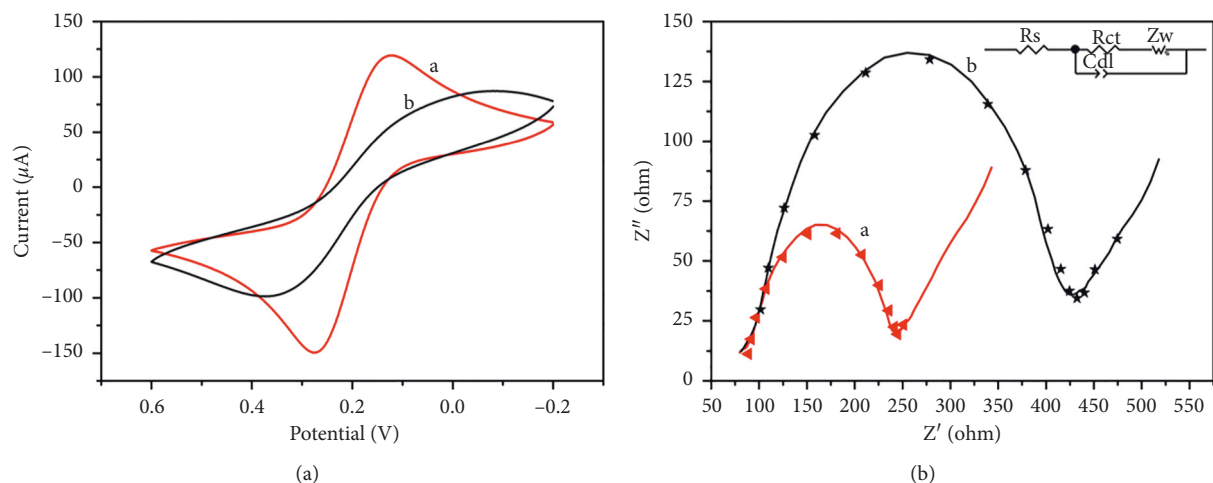 150
100
50
0
−50
−100
−150
Current (μA)
a
b
0.6
0.4
0.2
0.0
−0.2
Potential (V)
(a)
150
125
100
75
50
25
0
Z″ (ohm)
Rs
Rct
Zw
Cdl
b
a
50
100
150
200
250
300
350
400
450
500
550
Z′ (ohm)
(b)